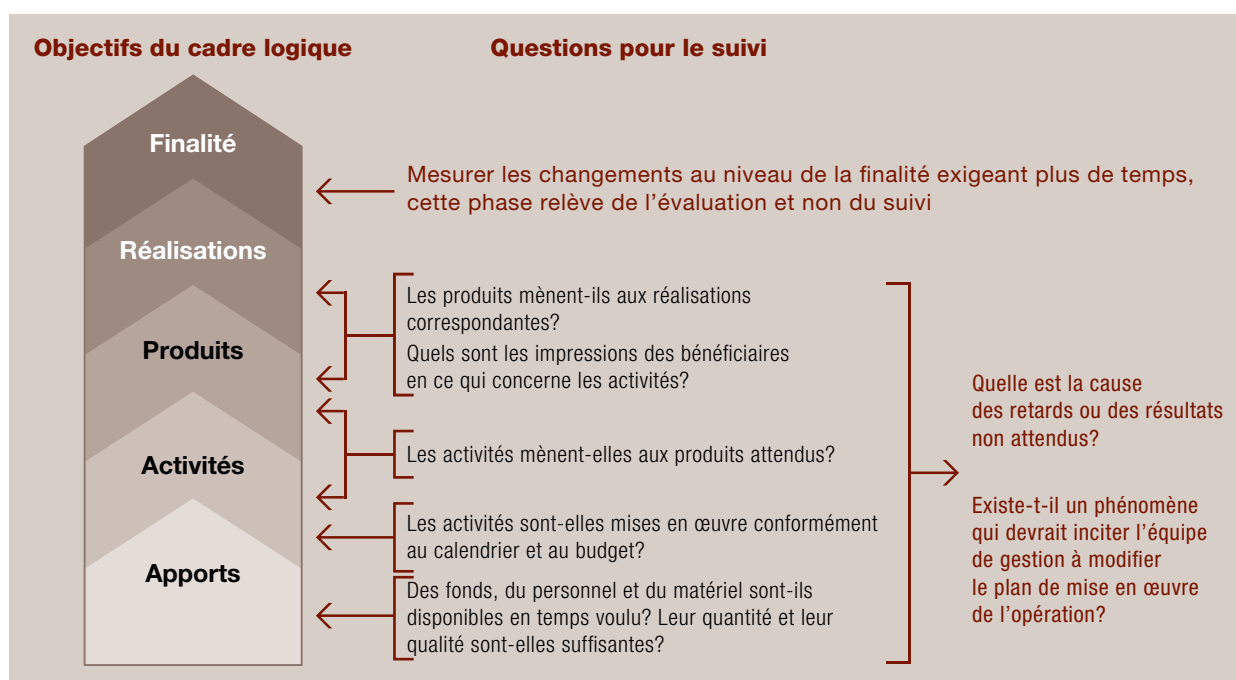 Objectifs du cadre logique
Questions pour le suivi
Finalité
Mesurer les changements au niveau de la finalité exigeant plus de temps,
cette phase relève de l’évaluation et non du suivi
Réalisations
Les produits mènent-ils aux réalisations
correspondantes?
Quels sont les impressions des bénéficiaires
en ce qui concerne les activités?
Produits
Les activités mènent-elles aux produits attendus?
Activités
Les activités sont-elles mises en œuvre conformément
au calendrier et au budget?
Apports
Des fonds, du personnel et du matériel sont-ils
disponibles en temps voulu? Leur quantité et leur
qualité sont-elles suffisantes?
Quelle est la cause
des retards ou des résultats
non attendus?
Existe-t-il un phénomène
qui devrait inciter l’équipe
de gestion à modifier
le plan de mise en œuvre
de l’opération?